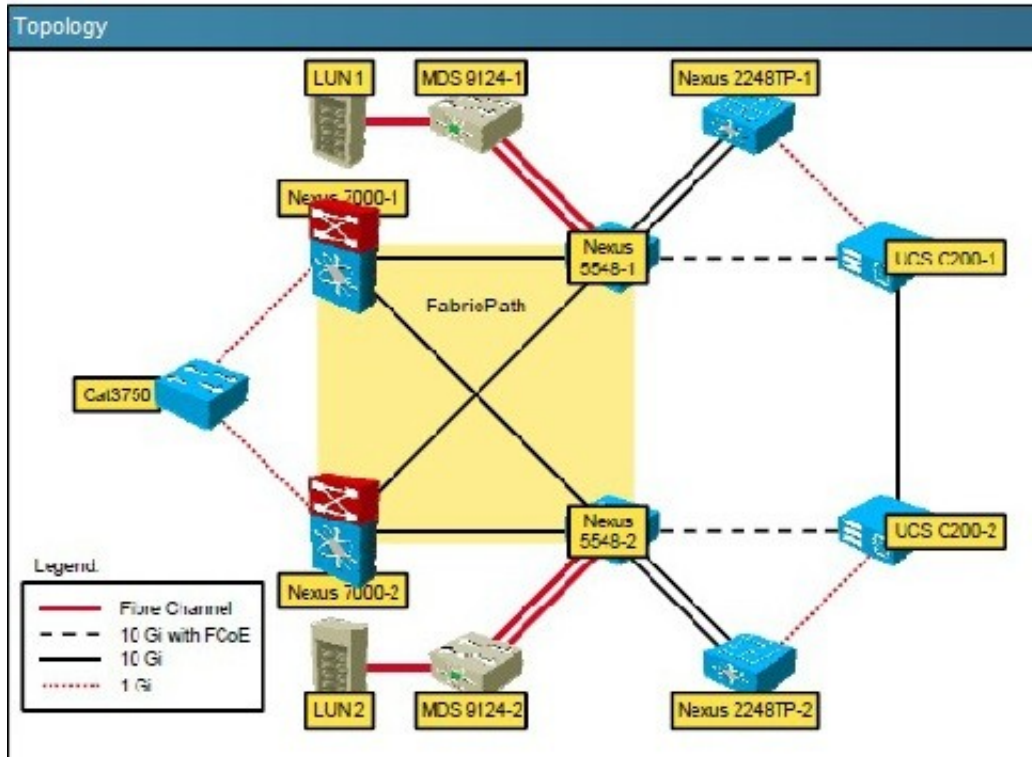 Topology
LUN 1
MDS 9124-1
Nexus 2248TP-1
Nexus 7000-1
Nexus
5548-1
UCS C200-1
FabricPath
Cat3750
Nexus
5548-2
UCS C200-2
Legend:
Fibre Channel
10 Gi with FCoE
10 Gi
1 Gi
Nexus 7000-2
LUN 2
MDS 9124-2
Nexus 2248TP-2